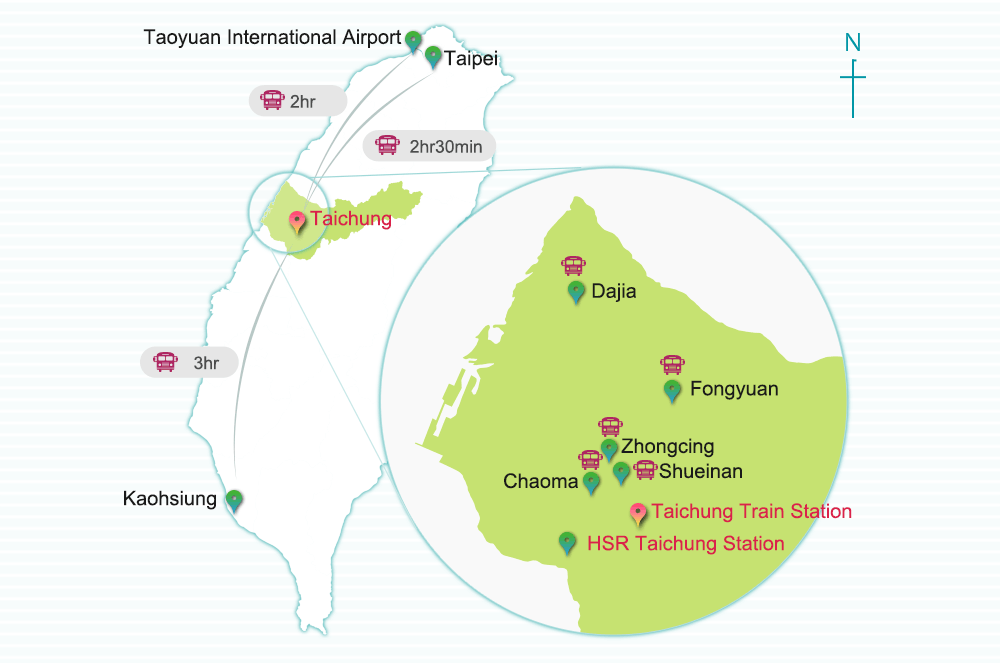 Taoyuan International Airport
Taipei
N
2hr
2hr30min
Taichung
Dajia
3hr
Fongyuan
Zhongcing
Shueinan
Chaoma
Kaohsiung
Taichung Train Station
HSR Taichung Station